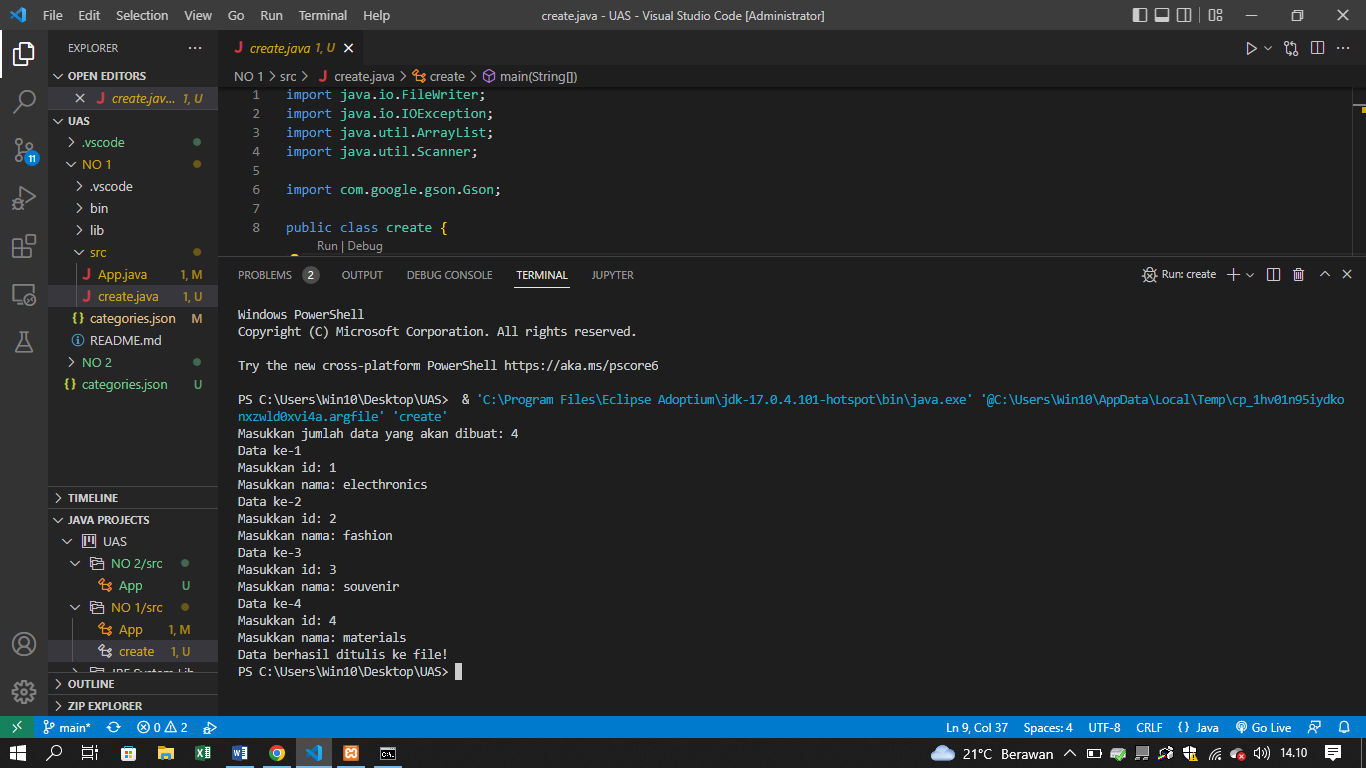 File Edit Selection View Go Run Terminal Help create.java - UAS - Visual Studio Code [Administrator]
EXPLORER
OPEN EDITORS
create.jav... 1, U
UAS
.vscode
NO 1
.vscode
bin
lib
src
App.java 1, M
create.java 1, U
categories.json M
README.md
NO 2
categories.json U
TIMELINE
JAVA PROJECTS
UAS
NO 2/src
App U
NO 1/src
App 1, M
create 1, U
OUTLINE
ZIP EXPLORER
11
create.java 1, U
NO 1 > src > create.java > create > main(String[])
1 import java.io.FileWriter;
2 import java.io.IOException;
3 import java.util.ArrayList;
4 import java.util.Scanner;
5
6 import com.google.gson.Gson;
7
8 public class create {
Run | Debug
PROBLEMS 2 OUTPUT DEBUG CONSOLE TERMINAL JUPYTER Run: create
Windows PowerShell
Copyright (C) Microsoft Corporation. All rights reserved.
Try the new cross-platform PowerShell https://aka.ms/pscore6
PS C:\Users\Win10\Desktop\UAS>  & 'C:\Program Files\Eclipse Adoptium\jdk-17.0.4.101-hotspot\bin\java.exe' '@C:\Users\Win10\AppData\Local\Temp\cp_1hv01n95iydko
nxzwld0xvi4a.argfile' 'create'
Masukkan jumlah data yang akan dibuat: 4
Data ke-1
Masukkan id: 1
Masukkan nama: electhronics
Data ke-2
Masukkan id: 2
Masukkan nama: fashion
Data ke-3
Masukkan id: 3
Masukkan nama: souvenir
Data ke-4
Masukkan id: 4
Masukkan nama: materials
Data berhasil ditulis ke file!
PS C:\Users\Win10\Desktop\UAS>
main* 0 2 Ln 9, Col 37 Spaces: 4 UTF-8 CRLF {} Java Go Live
21°C Berawan 14.10